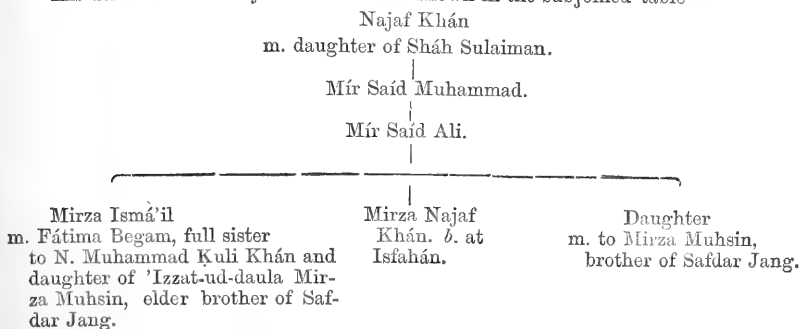 Najaf Khán
m. daughter of Sháh Sulaiman.
Mír Saíd Muhammad.
Mír Saíd Ali.
Mirza Ismá'il
m. Fátima Begam, full sister
to N. Muhammad Ḳuli Khán and
daughter of 'Izzat-ud-daula Mir-
za Muhsin, elder brother of Saf-
dar Jang.
Mirza Najaf
Khán. b. at
Isfahán.
Daughter
m. to Mirza Muhsin,
brother of Safdar Jang.